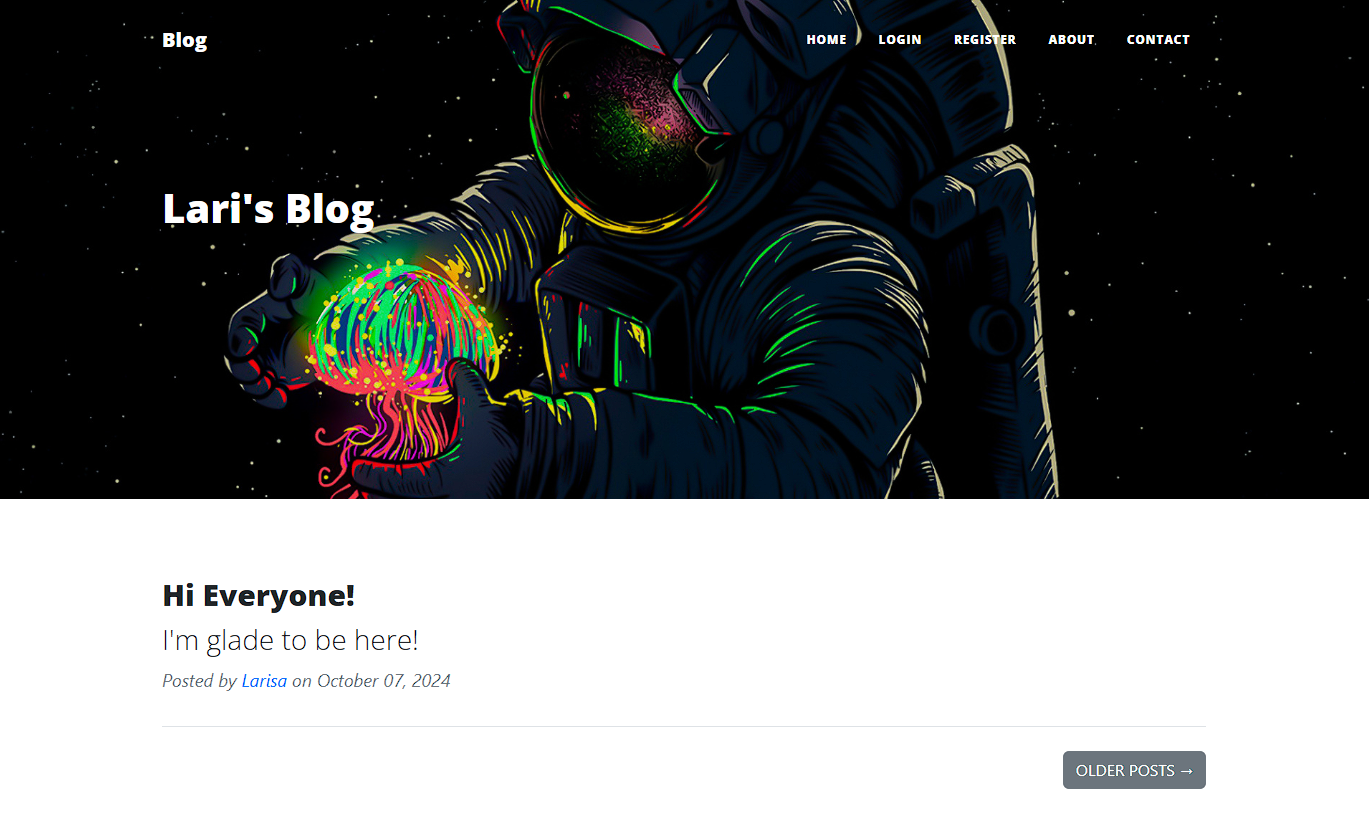 Blog
HOME LOGIN REGISTER ABOUT CONTACT
Lari's Blog
Hi Everyone!
I'm glade to be here!
Posted by Larisa on October 07, 2024
OLDER POSTS →